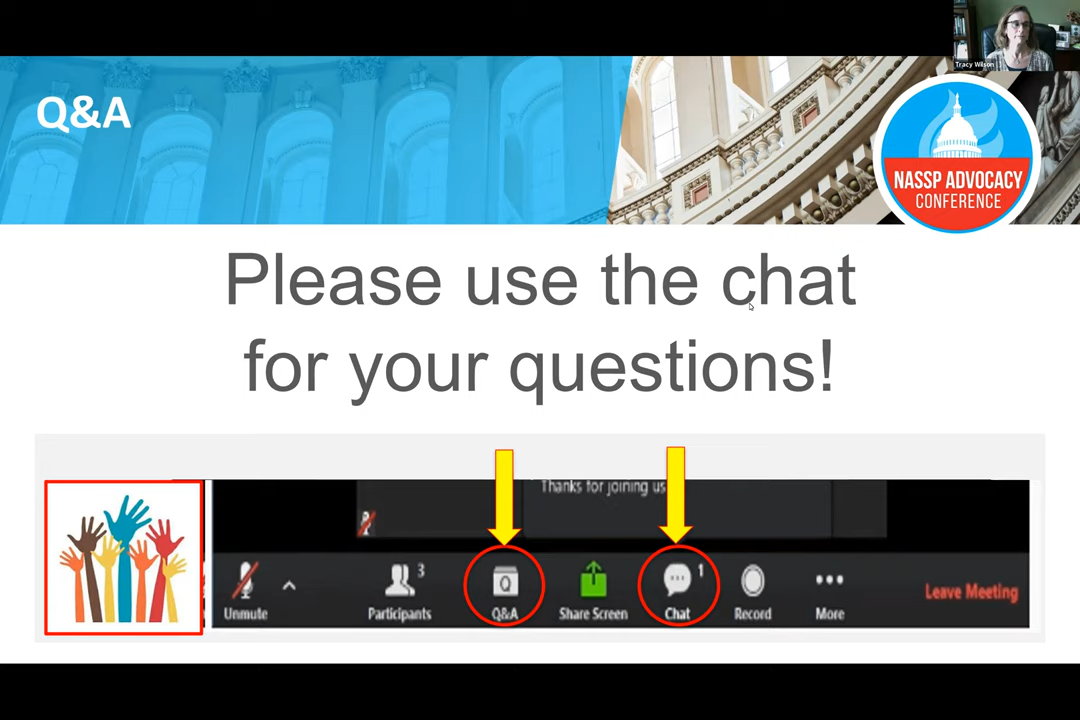 Tracy Wilson
Q&A
NASSP ADVOCACY
CONFERENCE
Please use the chat
for your questions!
Thanks for joining us
3
1
Q
Unmute
Participants
Q&A
Share Screen
Chat
Record
More
Leave Meeting